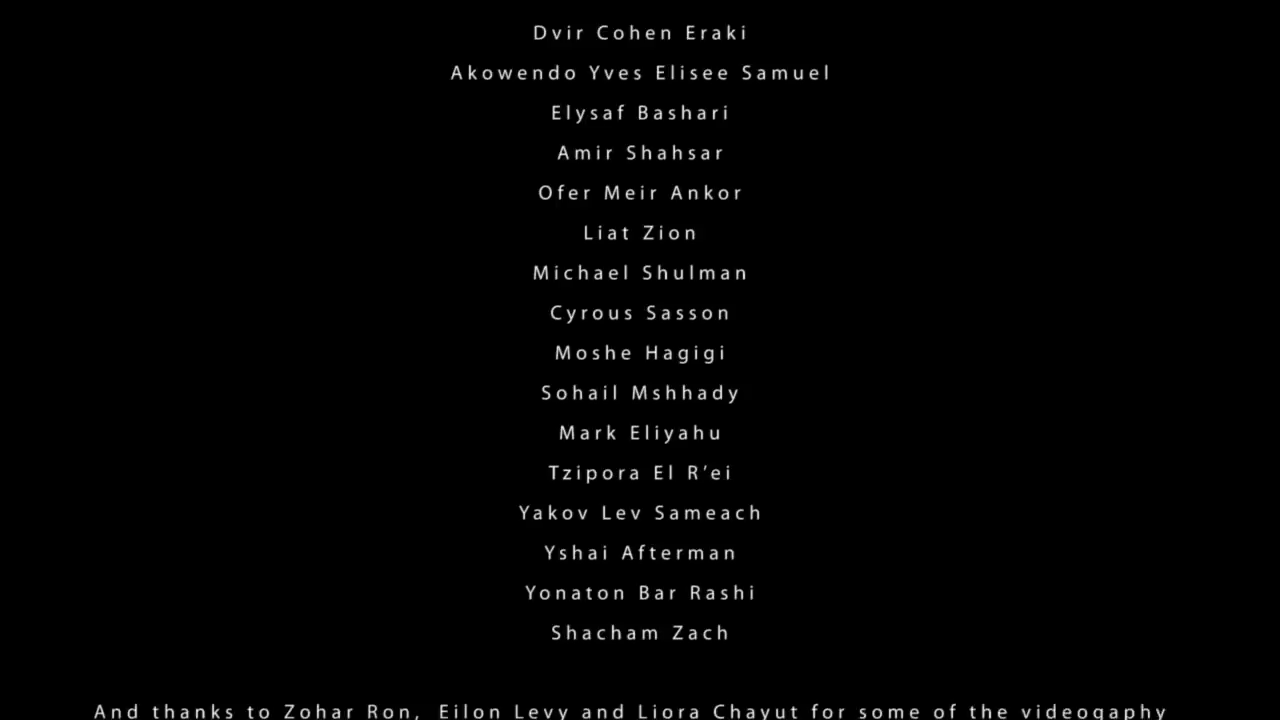 Dvir Cohen Eraki
Akowendo Yves Elisee Samuel
Elysaf Bashari
Amir Shahsar
Ofer Meir Ankor
Liat Zion
Michael Shulman
Cyrous Sasson
Moshe Hagigi
Sohail Mshhady
Mark Eliyahu
Tzipora El R’ei
Yakov Lev Sameach
Yshai Afterman
Yonaton Bar Rashi
Shacham Zach
And thanks to Zohar Ron, Eilon Levy and Liora Chayut for some of the videogaphy